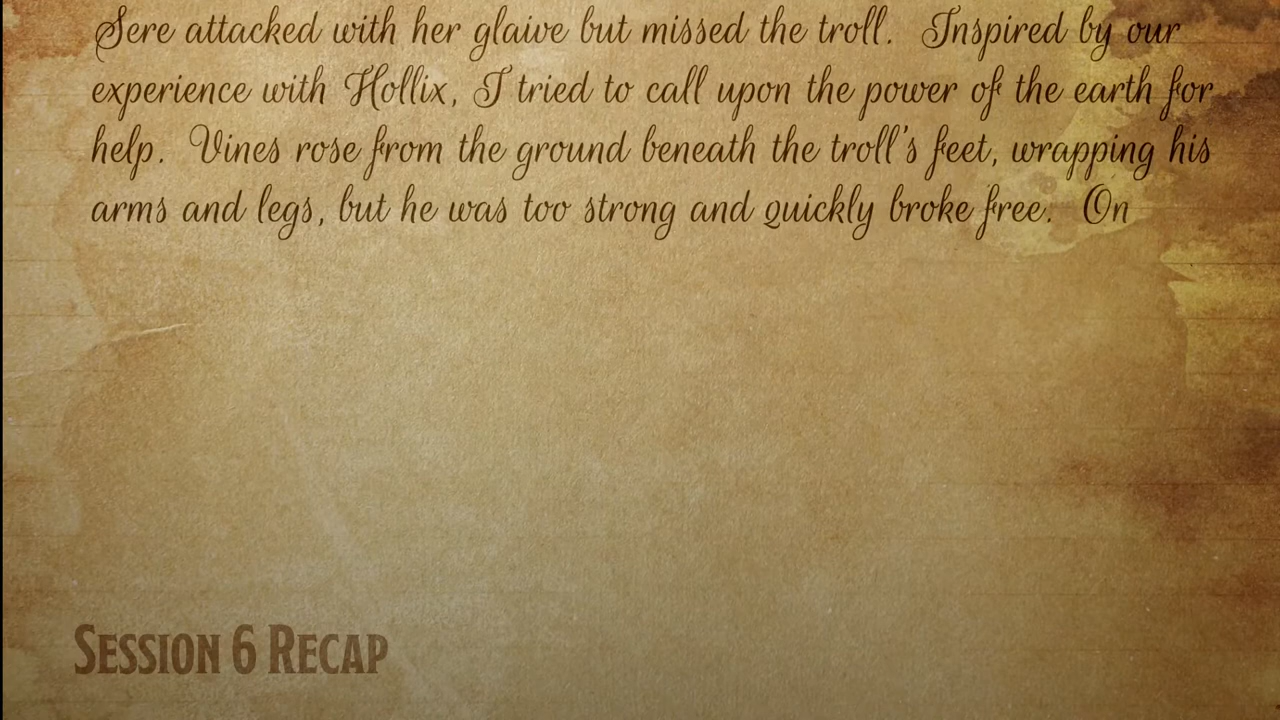 Sere attacked with her glaive but missed the troll.  Inspired by our
experience with Hollix, I tried to call upon the power of the earth for
help.  Vines rose from the ground beneath the troll's feet, wrapping his
arms and legs, but he was too strong and quickly broke free.  On
Session 6 Recap